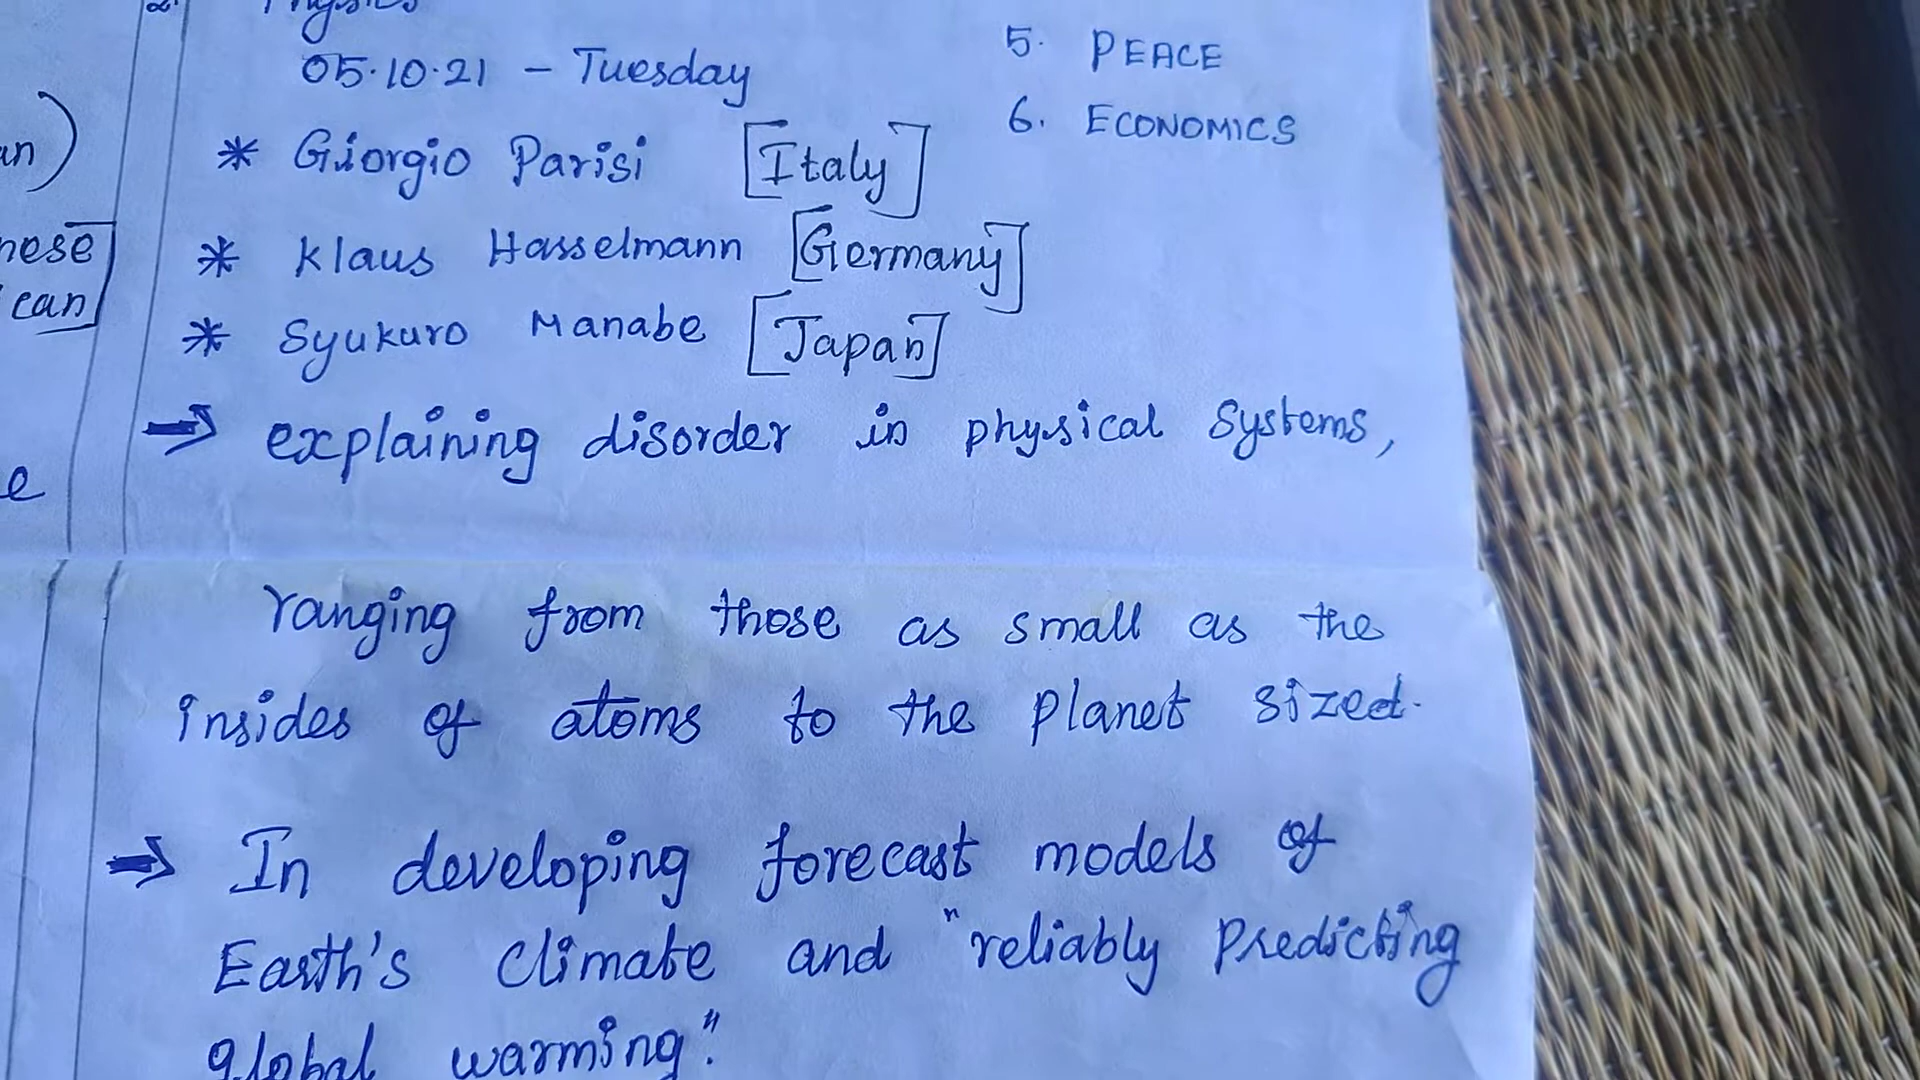 an)
nese
can
e
2. Physics
05.10.21 - Tuesday
* Giorgio Parisi [Italy]
* Klaus Hasselmann [Germany]
* Syukuro Manabe [Japan]
→ explaining disorder in physical Systems,
ranging from those as small as the
insides of atoms to the planet sized.
⇒ In developing forecast models of
Earth's climate and "reliably predicting
global warming".
5. PEACE
6. ECONOMICS